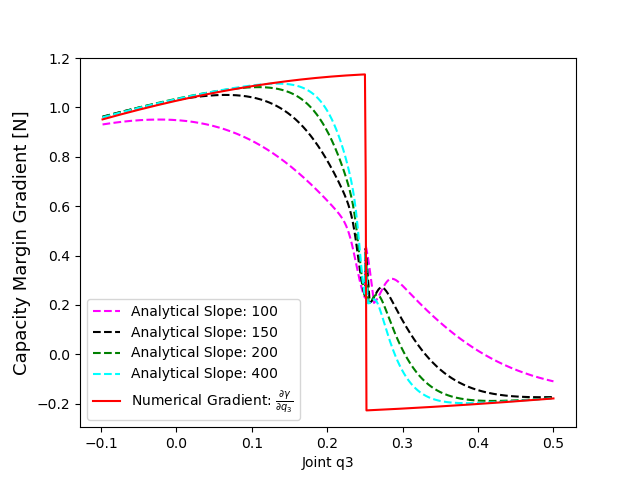 1.2
1.0
0.8
0.6
0.4
0.2
0.0
−0.2
Capacity Margin Gradient [N]
Analytical Slope: 100
Analytical Slope: 150
Analytical Slope: 200
Analytical Slope: 400
Numerical Gradient: ∂γ/∂q₃
−0.1 0.0 0.1 0.2 0.3 0.4 0.5
Joint q3